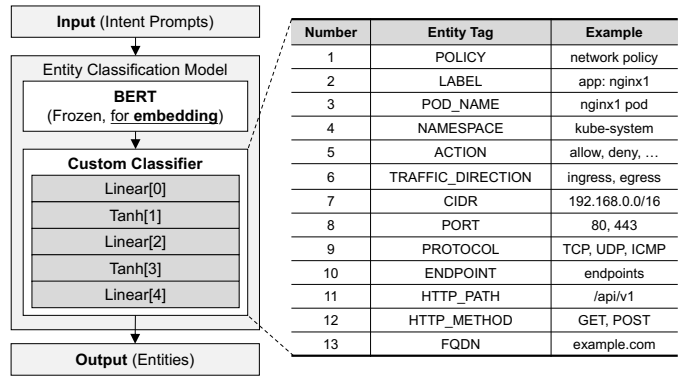 Input (Intent Prompts)
Entity Classification Model
BERT
(Frozen, for embedding)
Custom Classifier
Linear[0]
Tanh[1]
Linear[2]
Tanh[3]
Linear[4]
Output (Entities)
Number Entity Tag Example
1 POLICY network policy
2 LABEL app: nginx1
3 POD_NAME nginx1 pod
4 NAMESPACE kube-system
5 ACTION allow, deny, …
6 TRAFFIC_DIRECTION ingress, egress
7 CIDR 192.168.0.0/16
8 PORT 80, 443
9 PROTOCOL TCP, UDP, ICMP
10 ENDPOINT endpoints
11 HTTP_PATH /api/v1
12 HTTP_METHOD GET, POST
13 FQDN example.com